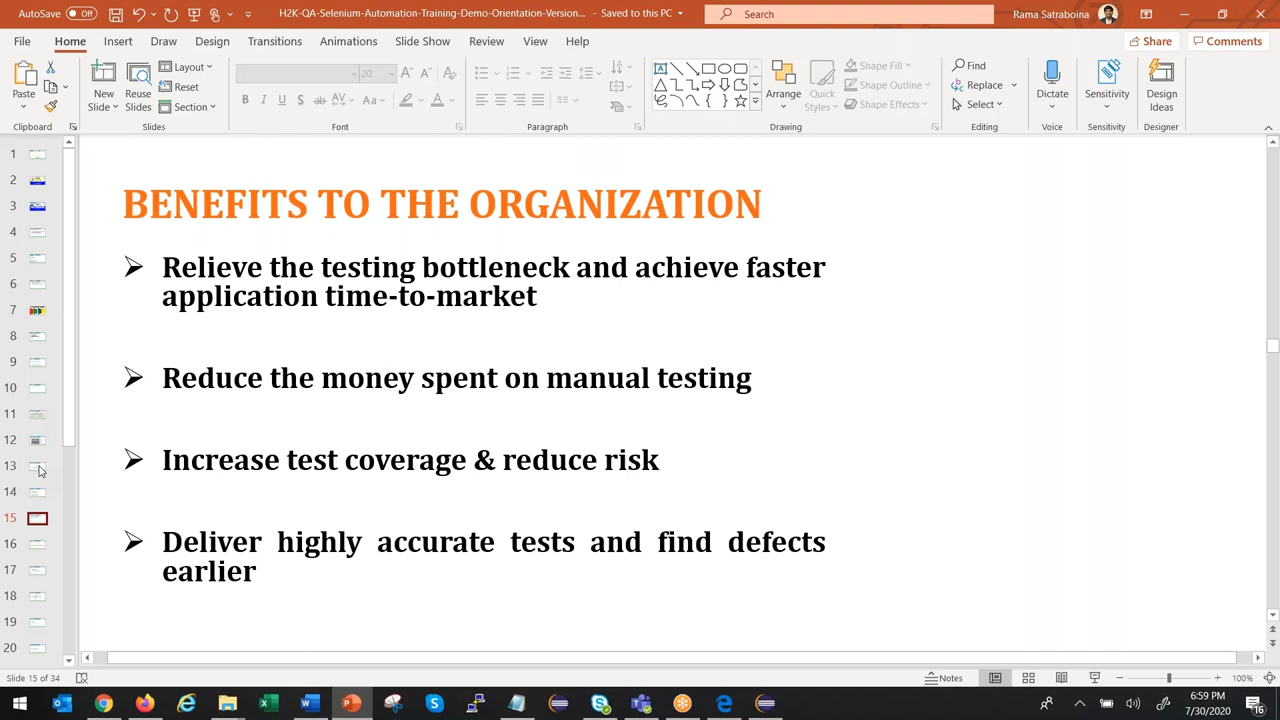 AutoSave Off H2K-QA-Selenium-Orientation-Version... - Saved to this PC Search Rama Satraboina
File Home Insert Draw Design Transitions Animations Slide Show Review View Help Share Comments
Paste New Slide Reuse Slides Layout Reset Section 20 B I U S ab AV Aa A Arrange Quick Styles Shape Fill Shape Outline Shape Effects Find Replace Select Dictate Sensitivity Design Ideas
Clipboard Slides Font Paragraph Drawing Editing Voice Sensitivity Designer
1
2
3
4
5
6
7
8
9
10
11
12
13
14
15
16
17
18
19
20
BENEFITS TO THE ORGANIZATION
Relieve the testing bottleneck and achieve faster
application time-to-market
Reduce the money spent on manual testing
Increase test coverage & reduce risk
Deliver highly accurate tests and find defects
earlier
Slide 15 of 34 Notes 100%
6:59 PM
7/30/2020
16